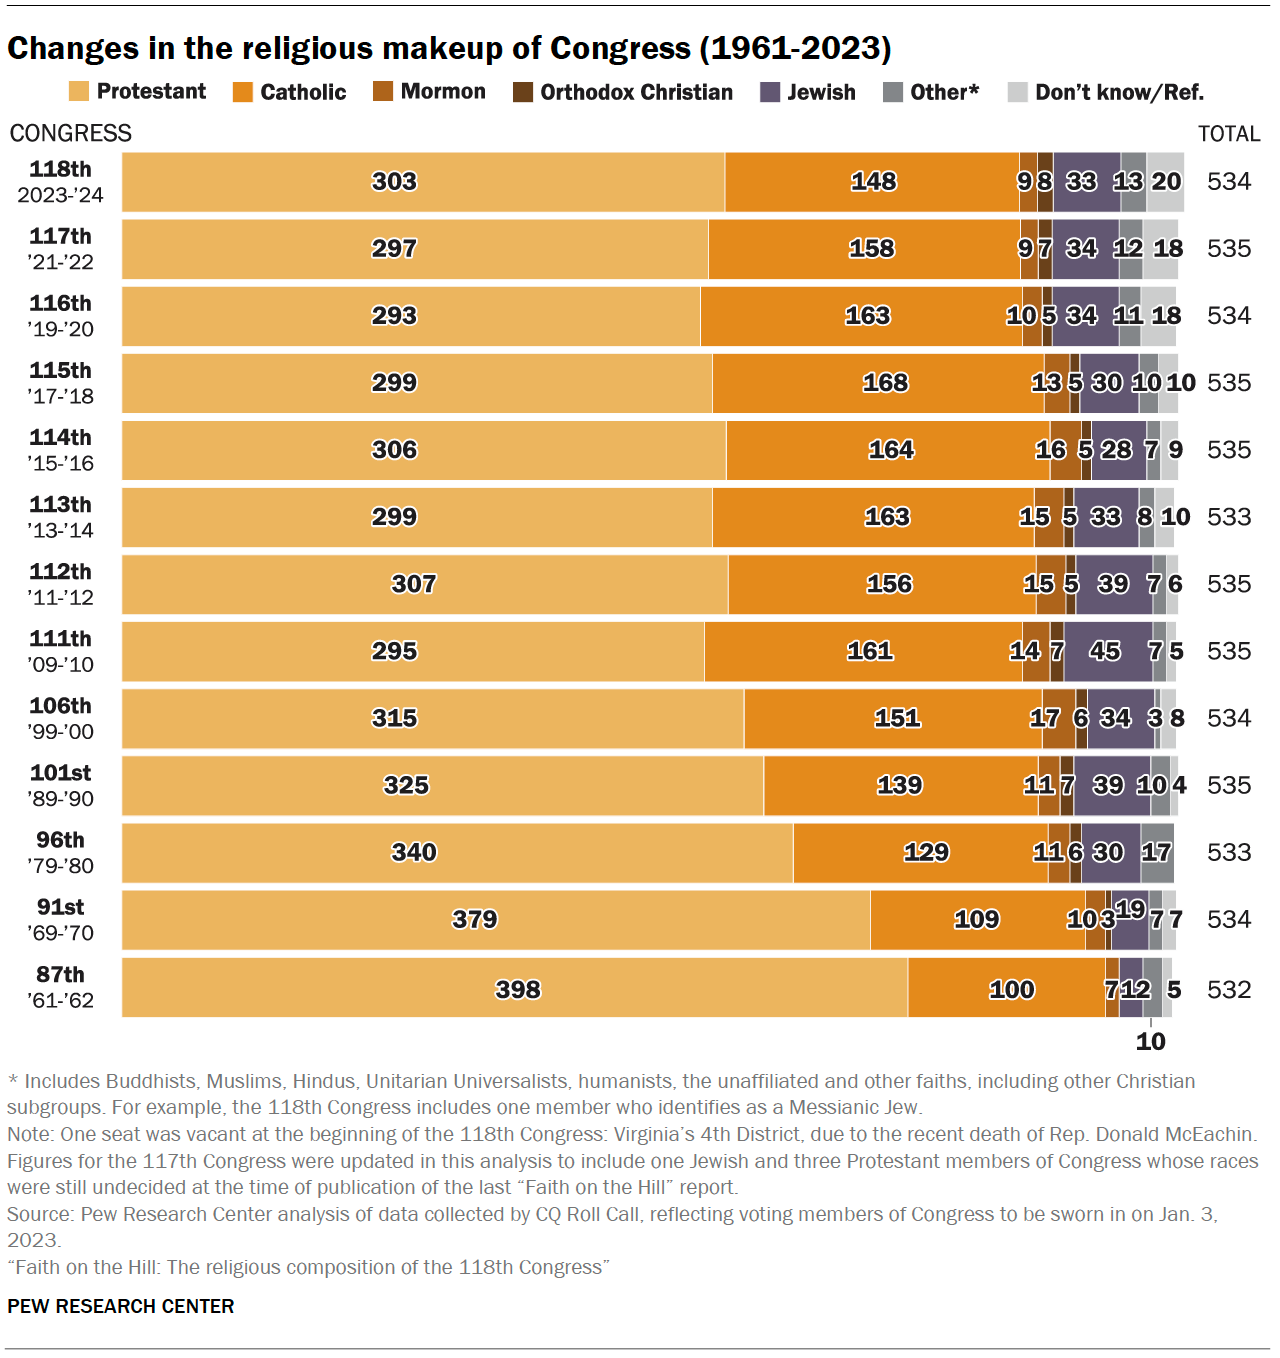 Changes in the religious makeup of Congress (1961-2023)
Protestant Catholic Mormon Orthodox Christian Jewish Other* Don't know/Ref.
CONGRESS TOTAL
118th 2023-'24 303 148 9 8 33 13 20 534
117th '21-'22 297 158 9 7 34 12 18 535
116th '19-'20 293 163 10 5 34 11 18 534
115th '17-'18 299 168 13 5 30 10 10 535
114th '15-'16 306 164 16 5 28 7 9 535
113th '13-'14 299 163 15 5 33 8 10 533
112th '11-'12 307 156 15 5 39 7 6 535
111th '09-'10 295 161 14 7 45 7 5 535
106th '99-'00 315 151 17 6 34 3 8 534
101st '89-'90 325 139 11 7 39 10 4 535
96th '79-'80 340 129 11 6 30 17 533
91st '69-'70 379 109 10 3 19 7 7 534
87th '61-'62 398 100 7 12 5 532
10
* Includes Buddhists, Muslims, Hindus, Unitarian Universalists, humanists, the unaffiliated and other faiths, including other Christian
subgroups. For example, the 118th Congress includes one member who identifies as a Messianic Jew.
Note: One seat was vacant at the beginning of the 118th Congress: Virginia's 4th District, due to the recent death of Rep. Donald McEachin.
Figures for the 117th Congress were updated in this analysis to include one Jewish and three Protestant members of Congress whose races
were still undecided at the time of publication of the last "Faith on the Hill" report.
Source: Pew Research Center analysis of data collected by CQ Roll Call, reflecting voting members of Congress to be sworn in on Jan. 3,
2023.
"Faith on the Hill: The religious composition of the 118th Congress"
PEW RESEARCH CENTER